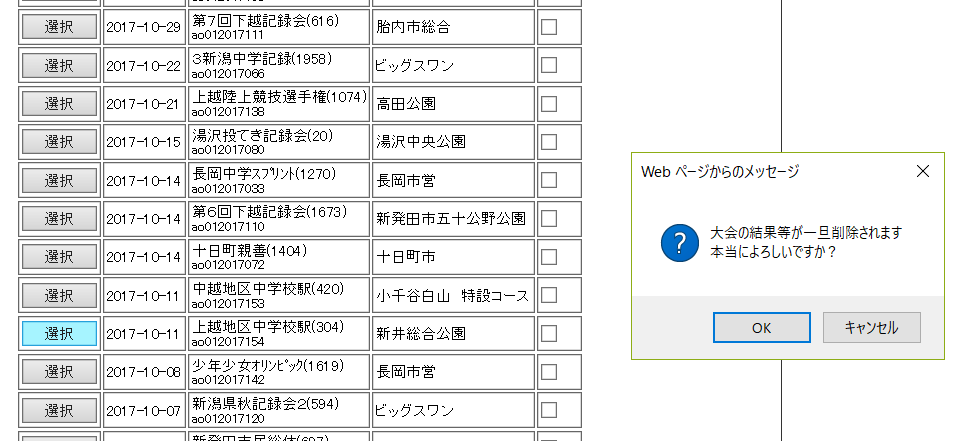 選択 2017-10-29 第7回下越記録会(616) 胎内市総合
ao012017111
選択 2017-10-22 3新潟中学記録(1958) ビッグスワン
ao012017066
選択 2017-10-21 上越陸上競技選手権(1074) 高田公園
ao012017138
選択 2017-10-15 湯沢投てき記録会(20) 湯沢中央公園
ao012017080
選択 2017-10-14 長岡中学ｽﾌﾟﾘﾝﾄ(1270) 長岡市営
ao012017033
選択 2017-10-14 第6回下越記録会(1673) 新発田市五十公野公園
ao012017110
選択 2017-10-14 十日町親善(1404) 十日町市
ao012017072
選択 2017-10-11 中越地区中学校駅(420) 小千谷白山　特設コース
ao012017153
選択 2017-10-11 上越地区中学校駅(304) 新井総合公園
ao012017154
選択 2017-10-08 少年少女ｵﾘﾝﾋﾟｯｸ(1619) 長岡市営
ao012017142
選択 2017-10-07 新潟県秋記録会2(594) ビッグスワン
ao012017120
Web ページからのメッセージ
大会の結果等が一旦削除されます
本当によろしいですか？
OK キャンセル